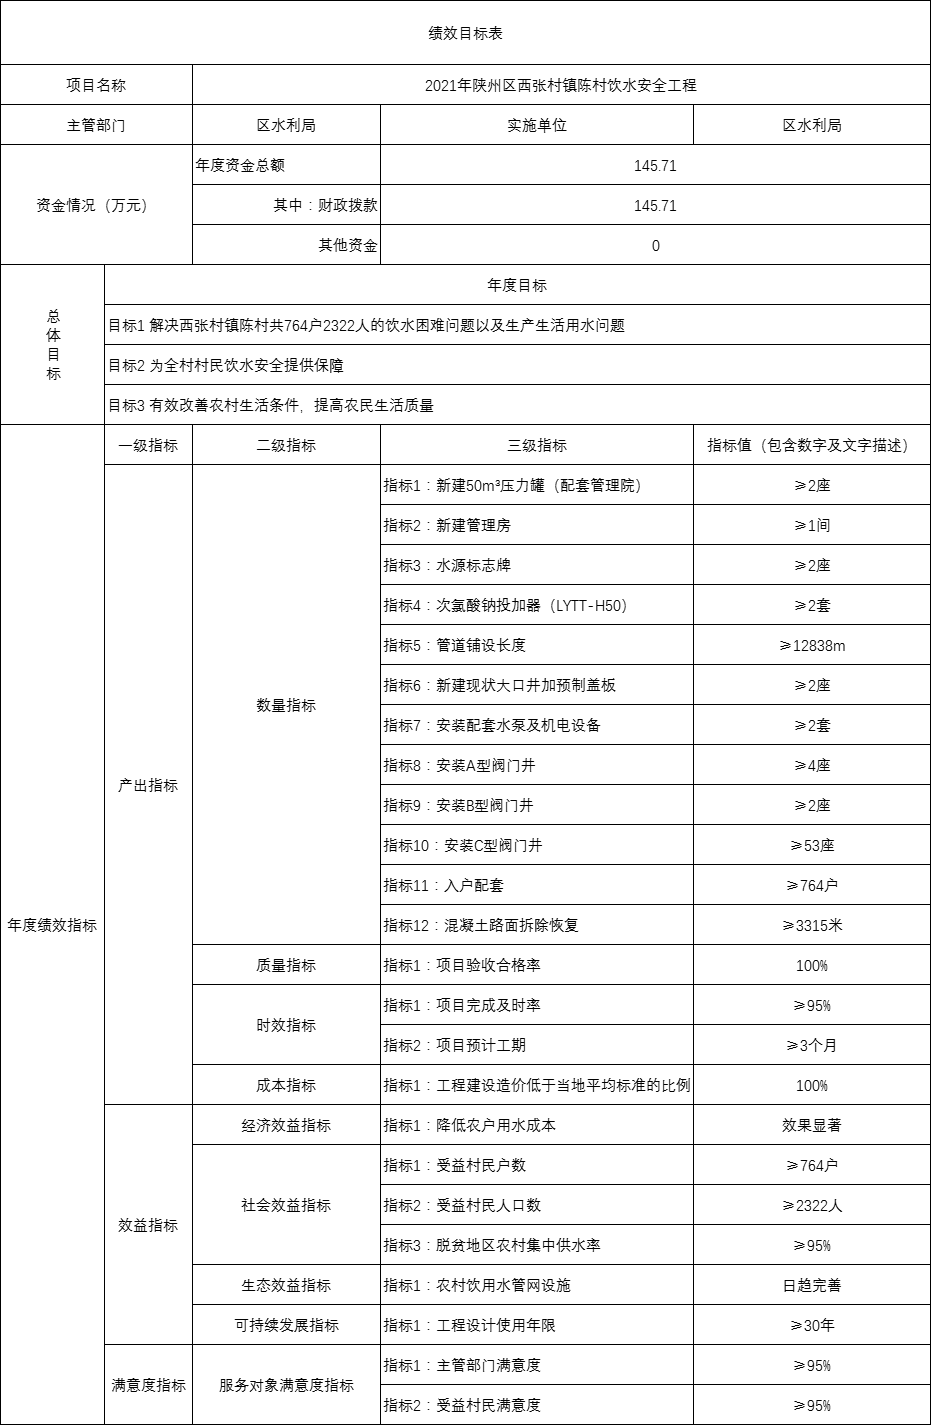 绩效目标表
项目名称 2021年陕州区西张村镇陈村饮水安全工程
主管部门 区水利局 实施单位 区水利局
资金情况（万元） 年度资金总额 145.71
其中：财政拨款 145.71
其他资金 0
总体目标 年度目标
目标1 解决西张村镇陈村共764户2322人的饮水困难问题以及生产生活用水问题
目标2 为全村村民饮水安全提供保障
目标3 有效改善农村生活条件，提高农民生活质量
年度绩效指标 一级指标 二级指标 三级指标 指标值（包含数字及文字描述）
产出指标 数量指标 指标1：新建50m³压力罐（配套管理院） ≥2座
指标2：新建管理房 ≥1间
指标3：水源标志牌 ≥2座
指标4：次氯酸钠投加器（LYTT-H50） ≥2套
指标5：管道铺设长度 ≥12838m
指标6：新建现状大口井加预制盖板 ≥2座
指标7：安装配套水泵及机电设备 ≥2套
指标8：安装A型阀门井 ≥4座
指标9：安装B型阀门井 ≥2座
指标10：安装C型阀门井 ≥53座
指标11：入户配套 ≥764户
指标12：混凝土路面拆除恢复 ≥3315米
质量指标 指标1：项目验收合格率 100%
时效指标 指标1：项目完成及时率 ≥95%
指标2：项目预计工期 ≥3个月
成本指标 指标1：工程建设造价低于当地平均标准的比例 100%
效益指标 经济效益指标 指标1：降低农户用水成本 效果显著
社会效益指标 指标1：受益村民户数 ≥764户
指标2：受益村民人口数 ≥2322人
指标3：脱贫地区农村集中供水率 ≥95%
生态效益指标 指标1：农村饮用水管网设施 日趋完善
可持续发展指标 指标1：工程设计使用年限 ≥30年
满意度指标 服务对象满意度指标 指标1：主管部门满意度 ≥95%
指标2：受益村民满意度 ≥95%